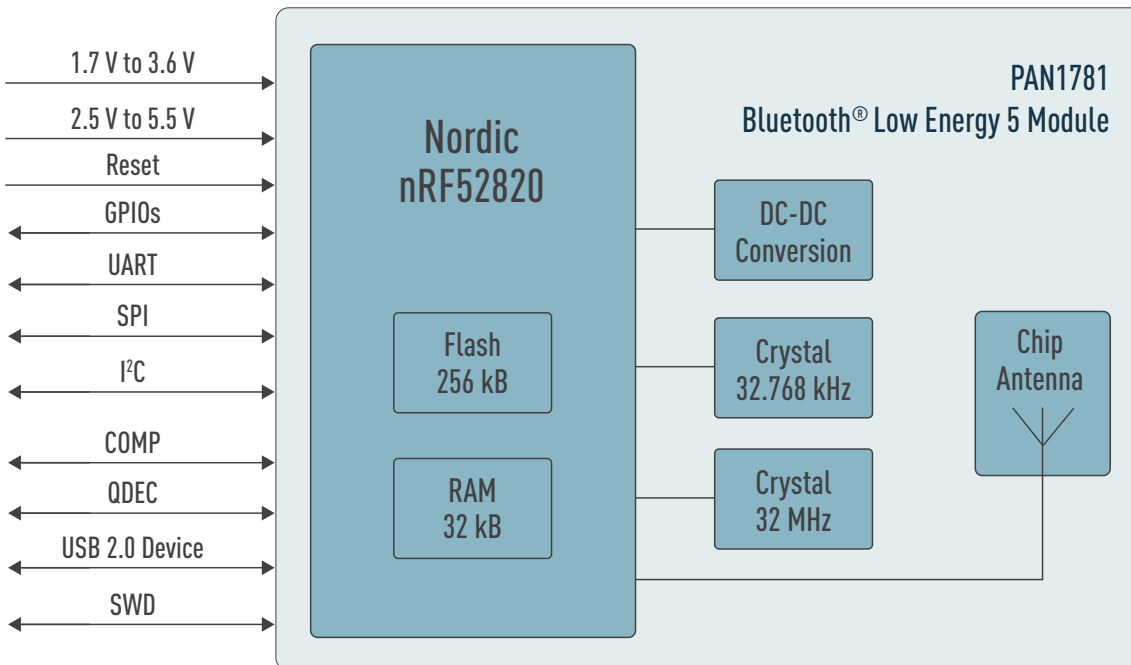 1.7 V to 3.6 V
2.5 V to 5.5 V
Reset
GPIOs
UART
SPI
I²C
COMP
QDEC
USB 2.0 Device
SWD
Nordic
nRF52820
Flash
256 kB
RAM
32 kB
PAN1781
Bluetooth® Low Energy 5 Module
DC-DC
Conversion
Crystal
32.768 kHz
Crystal
32 MHz
Chip
Antenna